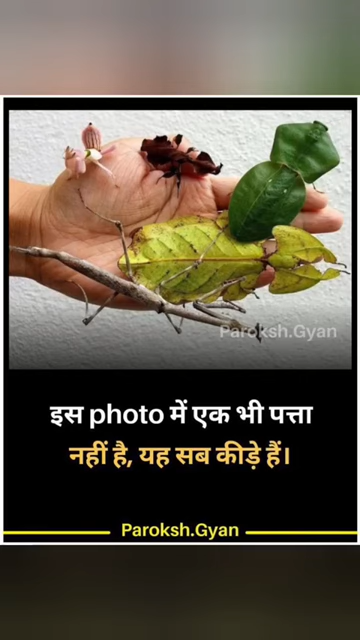 Paroksh.Gyan
इस photo में एक भी पत्ता
नहीं है, यह सब कीड़े हैं।
Paroksh.Gyan